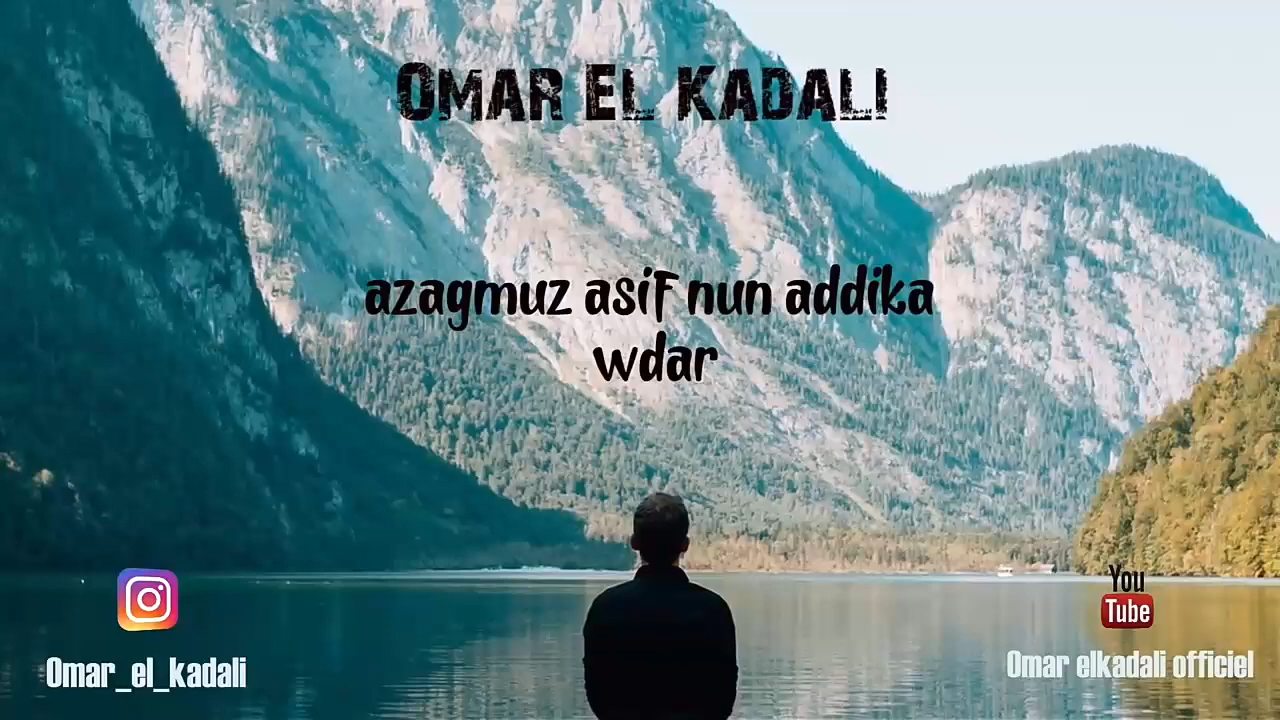 Omar El Kadali
azagmuz asif nun addika
wdar
You
Tube
Omar_el_kadali
Omar elkadali officiel